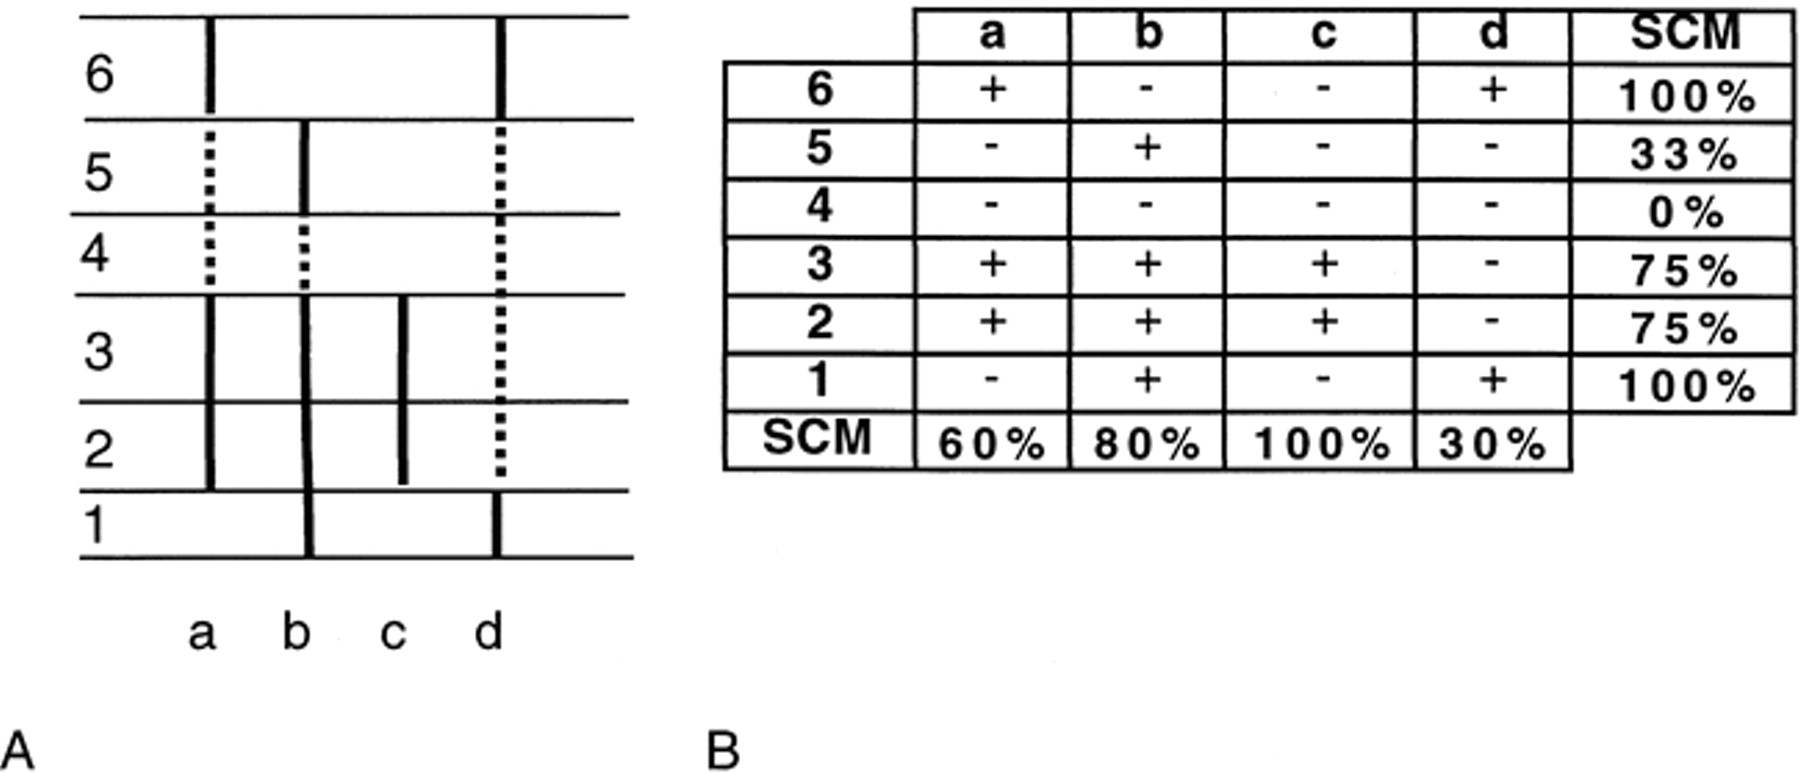 6
5
4
3
2
1
a b c d
A
a b c d SCM
6 + - - + 100%
5 - + - - 33%
4 - - - - 0%
3 + + + - 75%
2 + + + - 75%
1 - + - + 100%
SCM 60% 80% 100% 30%
B